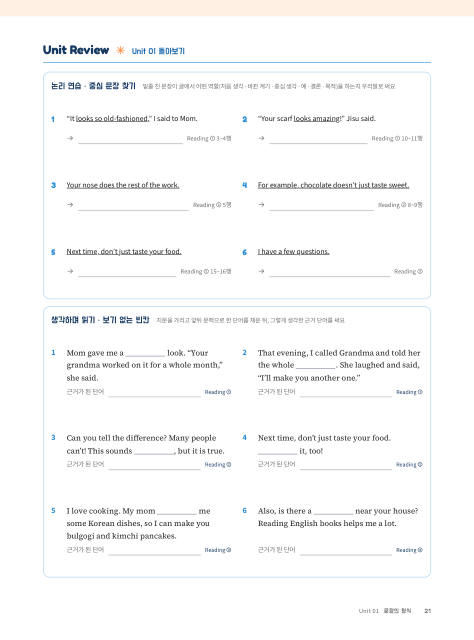 Unit Review ✳ Unit 01 돌아보기
논리 연습 · 중심 문장 찾기 밑줄 친 문장이 글에서 어떤 역할(처음 생각 · 반전 계기 · 중심 생각 · 예 · 결론 · 목적)을 하는지 우리말로 써요
1 “It looks so old-fashioned,” I said to Mom.
→ Reading ① 3–4행
2 “Your scarf looks amazing!” Jisu said.
→ Reading ① 10–11행
3 Your nose does the rest of the work.
→ Reading ② 5행
4 For example, chocolate doesn’t just taste sweet.
→ Reading ② 8–9행
5 Next time, don’t just taste your food.
→ Reading ② 15–16행
6 I have a few questions.
→ Reading ③
생각하며 읽기 · 보기 없는 빈칸 지문을 가리고 앞뒤 문맥으로 한 단어를 채운 뒤, 그렇게 생각한 근거 단어를 써요
1 Mom gave me a __________ look. “Your
grandma worked on it for a whole month,”
she said.
근거가 된 단어 Reading ①
2 That evening, I called Grandma and told her
the whole __________. She laughed and said,
“I’ll make you another one.”
근거가 된 단어 Reading ①
3 Can you tell the difference? Many people
can’t! This sounds __________, but it is true.
근거가 된 단어 Reading ②
4 Next time, don’t just taste your food.
__________ it, too!
근거가 된 단어 Reading ②
5 I love cooking. My mom __________ me
some Korean dishes, so I can make you
bulgogi and kimchi pancakes.
근거가 된 단어 Reading ③
6 Also, is there a __________ near your house?
Reading English books helps me a lot.
근거가 된 단어 Reading ③
Unit 01 문장의 형식 21